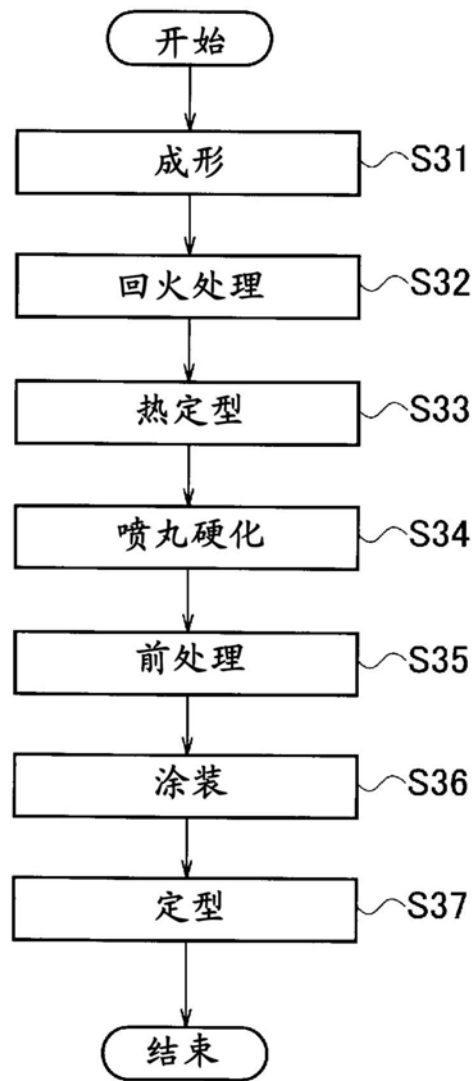 开始
成形 S31
回火处理 S32
热定型 S33
喷丸硬化 S34
前处理 S35
涂装 S36
定型 S37
结束